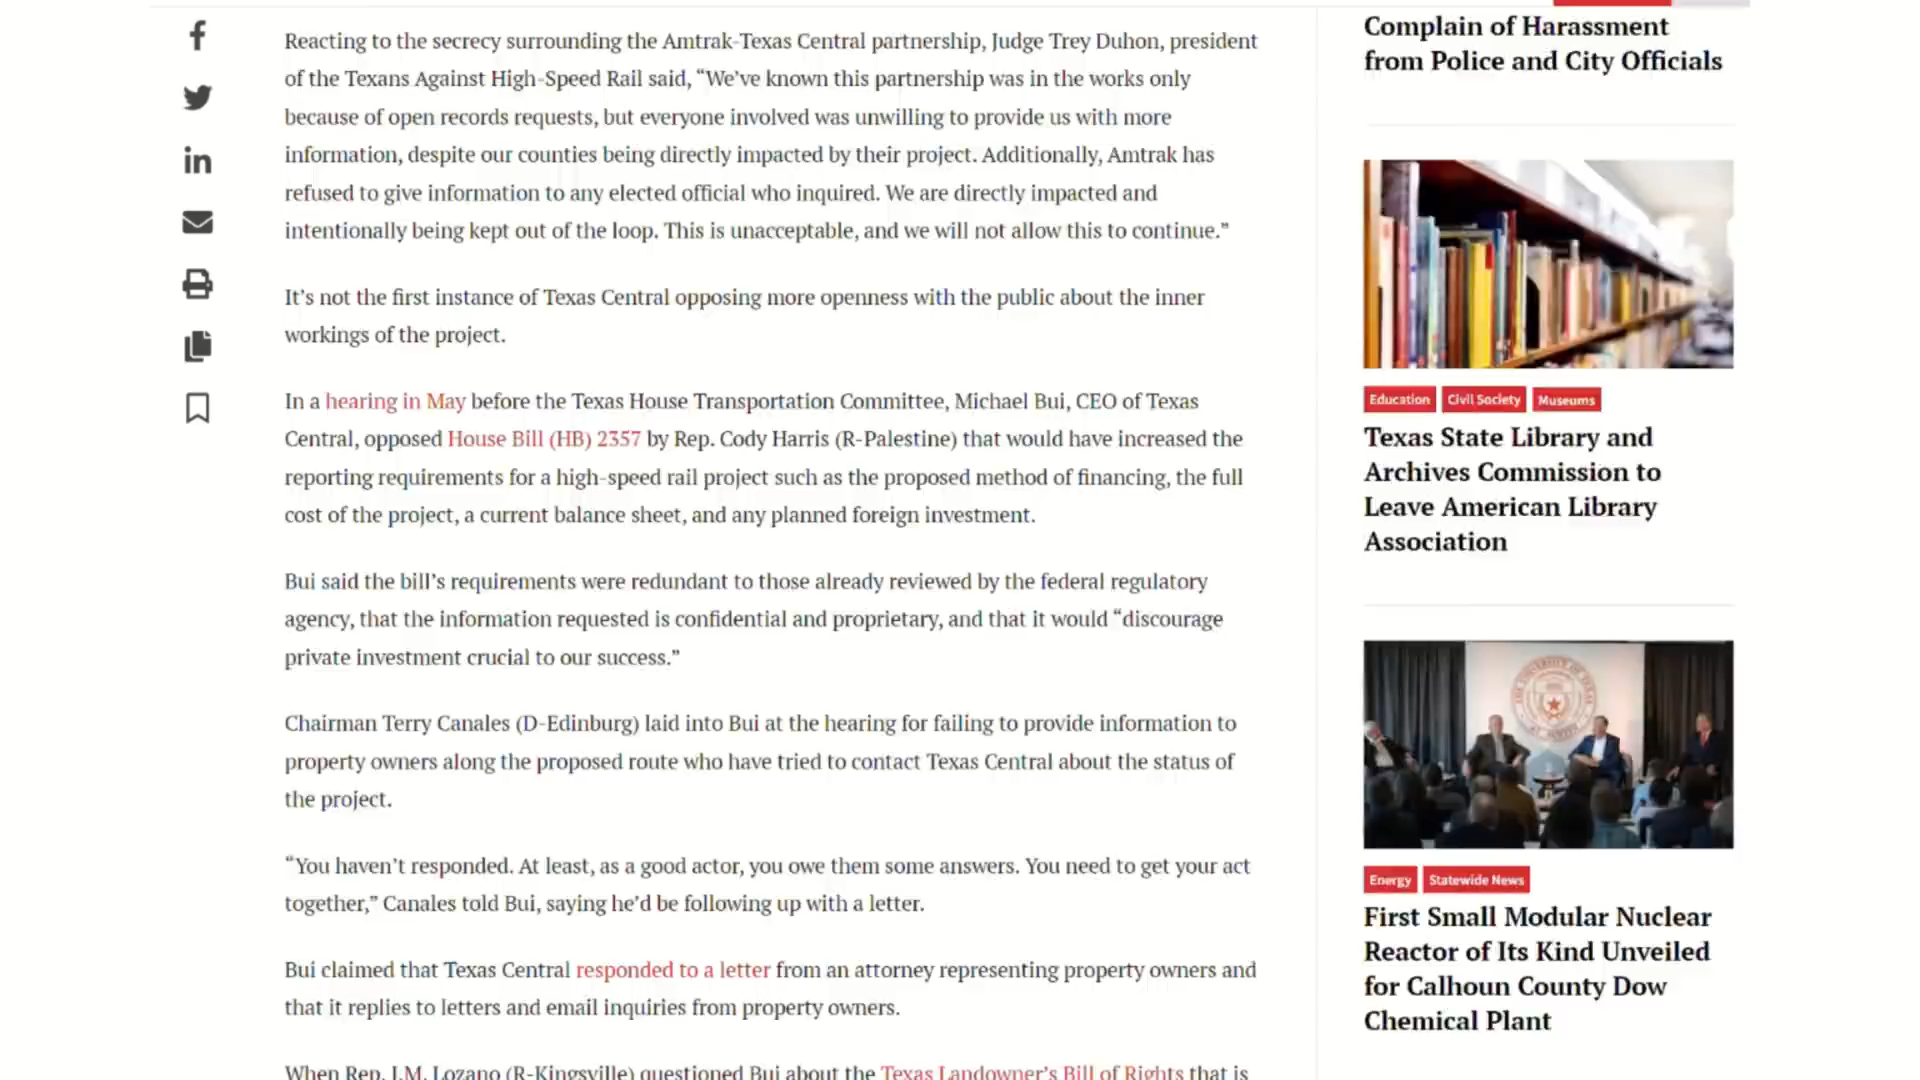 Reacting to the secrecy surrounding the Amtrak-Texas Central partnership, Judge Trey Duhon, president
of the Texans Against High-Speed Rail said, “We’ve known this partnership was in the works only
because of open records requests, but everyone involved was unwilling to provide us with more
information, despite our counties being directly impacted by their project. Additionally, Amtrak has
refused to give information to any elected official who inquired. We are directly impacted and
intentionally being kept out of the loop. This is unacceptable, and we will not allow this to continue.”
It’s not the first instance of Texas Central opposing more openness with the public about the inner
workings of the project.
In a hearing in May before the Texas House Transportation Committee, Michael Bui, CEO of Texas
Central, opposed House Bill (HB) 2357 by Rep. Cody Harris (R-Palestine) that would have increased the
reporting requirements for a high-speed rail project such as the proposed method of financing, the full
cost of the project, a current balance sheet, and any planned foreign investment.
Bui said the bill’s requirements were redundant to those already reviewed by the federal regulatory
agency, that the information requested is confidential and proprietary, and that it would “discourage
private investment crucial to our success.”
Chairman Terry Canales (D-Edinburg) laid into Bui at the hearing for failing to provide information to
property owners along the proposed route who have tried to contact Texas Central about the status of
the project.
“You haven’t responded. At least, as a good actor, you owe them some answers. You need to get your act
together,” Canales told Bui, saying he’d be following up with a letter.
Bui claimed that Texas Central responded to a letter from an attorney representing property owners and
that it replies to letters and email inquiries from property owners.
When Rep. J.M. Lozano (R-Kingsville) questioned Bui about the Texas Landowner’s Bill of Rights that is
Complain of Harassment
from Police and City Officials
Education Civil Society Museums
Texas State Library and
Archives Commission to
Leave American Library
Association
THE UNIVERSITY OF TEXAS
AT AUSTIN
Energy Statewide News
First Small Modular Nuclear
Reactor of Its Kind Unveiled
for Calhoun County Dow
Chemical Plant